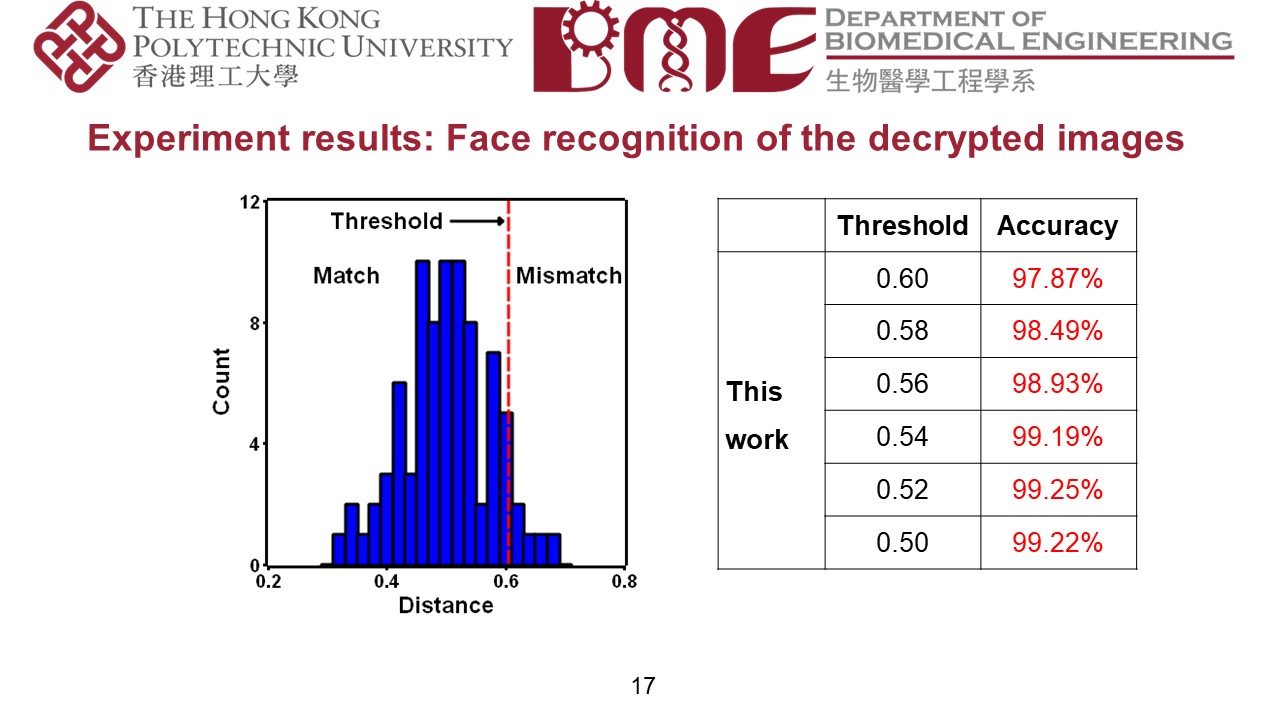 THE HONG KONG
POLYTECHNIC UNIVERSITY
香港理工大學
BME
DEPARTMENT OF
BIOMEDICAL ENGINEERING
生物醫學工程學系
Experiment results: Face recognition of the decrypted images
12
8
4
0
Count
Threshold
Match
Mismatch
0.2
0.4
0.6
0.8
Distance
Threshold Accuracy
This
work
0.60 97.87%
0.58 98.49%
0.56 98.93%
0.54 99.19%
0.52 99.25%
0.50 99.22%
17